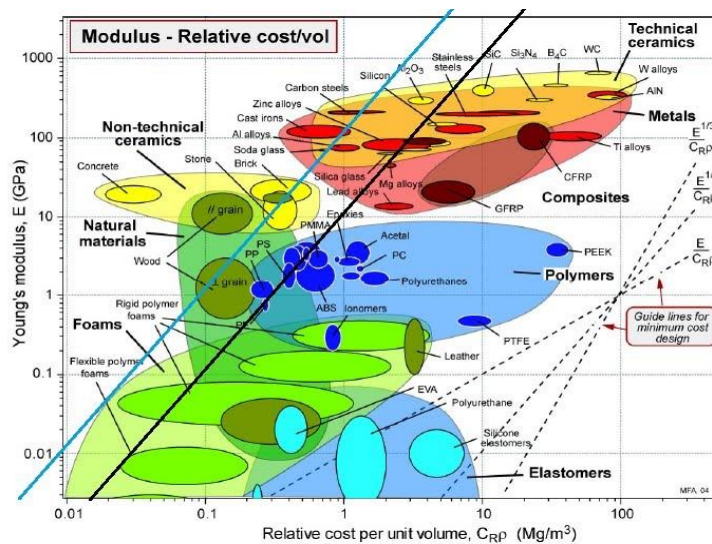 Modulus - Relative cost/vol
Technical
ceramics
Stainless
steels
SiC
Si3N4
B4C
WC
W alloys
AlN
Silicon
Carbon steels
Zinc alloys
Cast irons
Al alloys
Soda glass
Metals
Ti alloys
Non-technical
ceramics
Concrete
Stone
Brick
Silica glass
Mg alloys
Lead alloys
CFRP
GFRP
Composites
Natural
materials
// grain
Wood
⊥ grain
PS
PP
PMMA
Epoxies
Acetal
PC
Polyurethanes
ABS
PEEK
Polymers
PTFE
Rigid polymer
foams
Foams
Flexible polymer
foams
Ionomers
Leather
EVA
Polyurethane
Silicone
elastomers
Elastomers
E
CRρ
Guide lines for
minimum cost
design
MFA, 04
Young's modulus, E (GPa)
1000
100
10
1
0.1
0.01
0.01
0.1
1
10
100
Relative cost per unit volume, CRρ (Mg/m³)